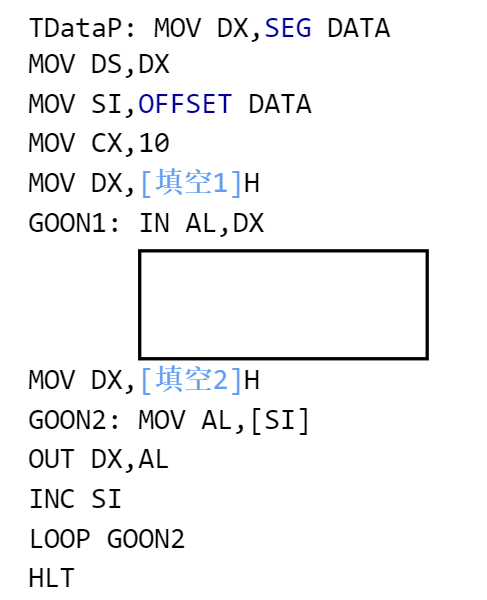 TDataP: MOV DX,SEG DATA
MOV DS,DX
MOV SI,OFFSET DATA
MOV CX,10
MOV DX,[填空1]H
GOON1: IN AL,DX
MOV DX,[填空2]H
GOON2: MOV AL,[SI]
OUT DX,AL
INC SI
LOOP GOON2
HLT